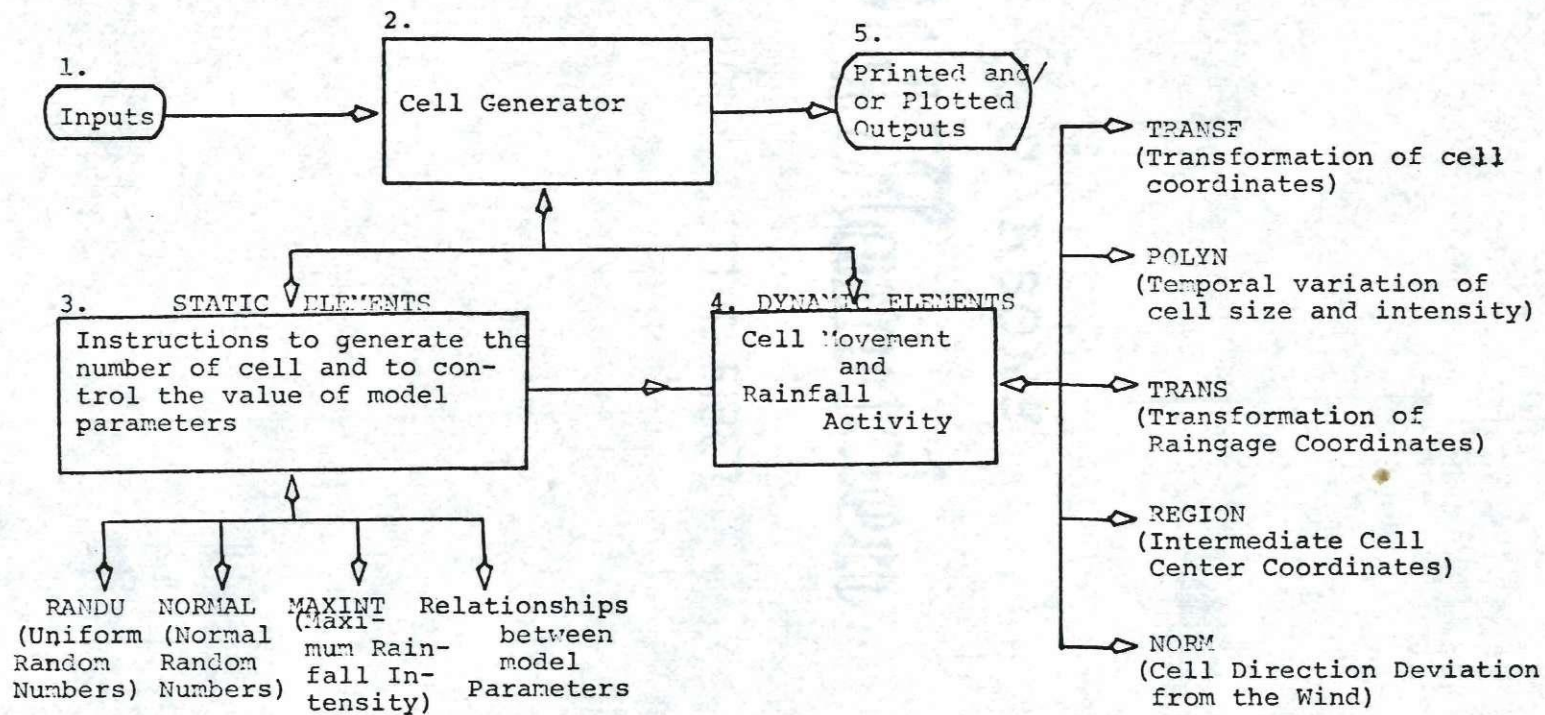 1.
Inputs
2.
Cell Generator
5.
Printed and/
or Plotted
Outputs
3. STATIC ELEMENTS
Instructions to generate the
number of cell and to con-
trol the value of model
parameters
4. DYNAMIC ELEMENTS
Cell Movement
and
Rainfall
Activity
RANDU
(Uniform
Random
Numbers)
NORMAL
(Normal
Random
Numbers)
MAXINT
(Maxi-
mum Rain-
fall In-
tensity)
Relationships
between
model
Parameters
TRANSF
(Transformation of cell
coordinates)
POLYN
(Temporal variation of
cell size and intensity)
TRANS
(Transformation of
Raingage Coordinates)
REGION
(Intermediate Cell
Center Coordinates)
NORM
(Cell Direction Deviation
from the Wind)